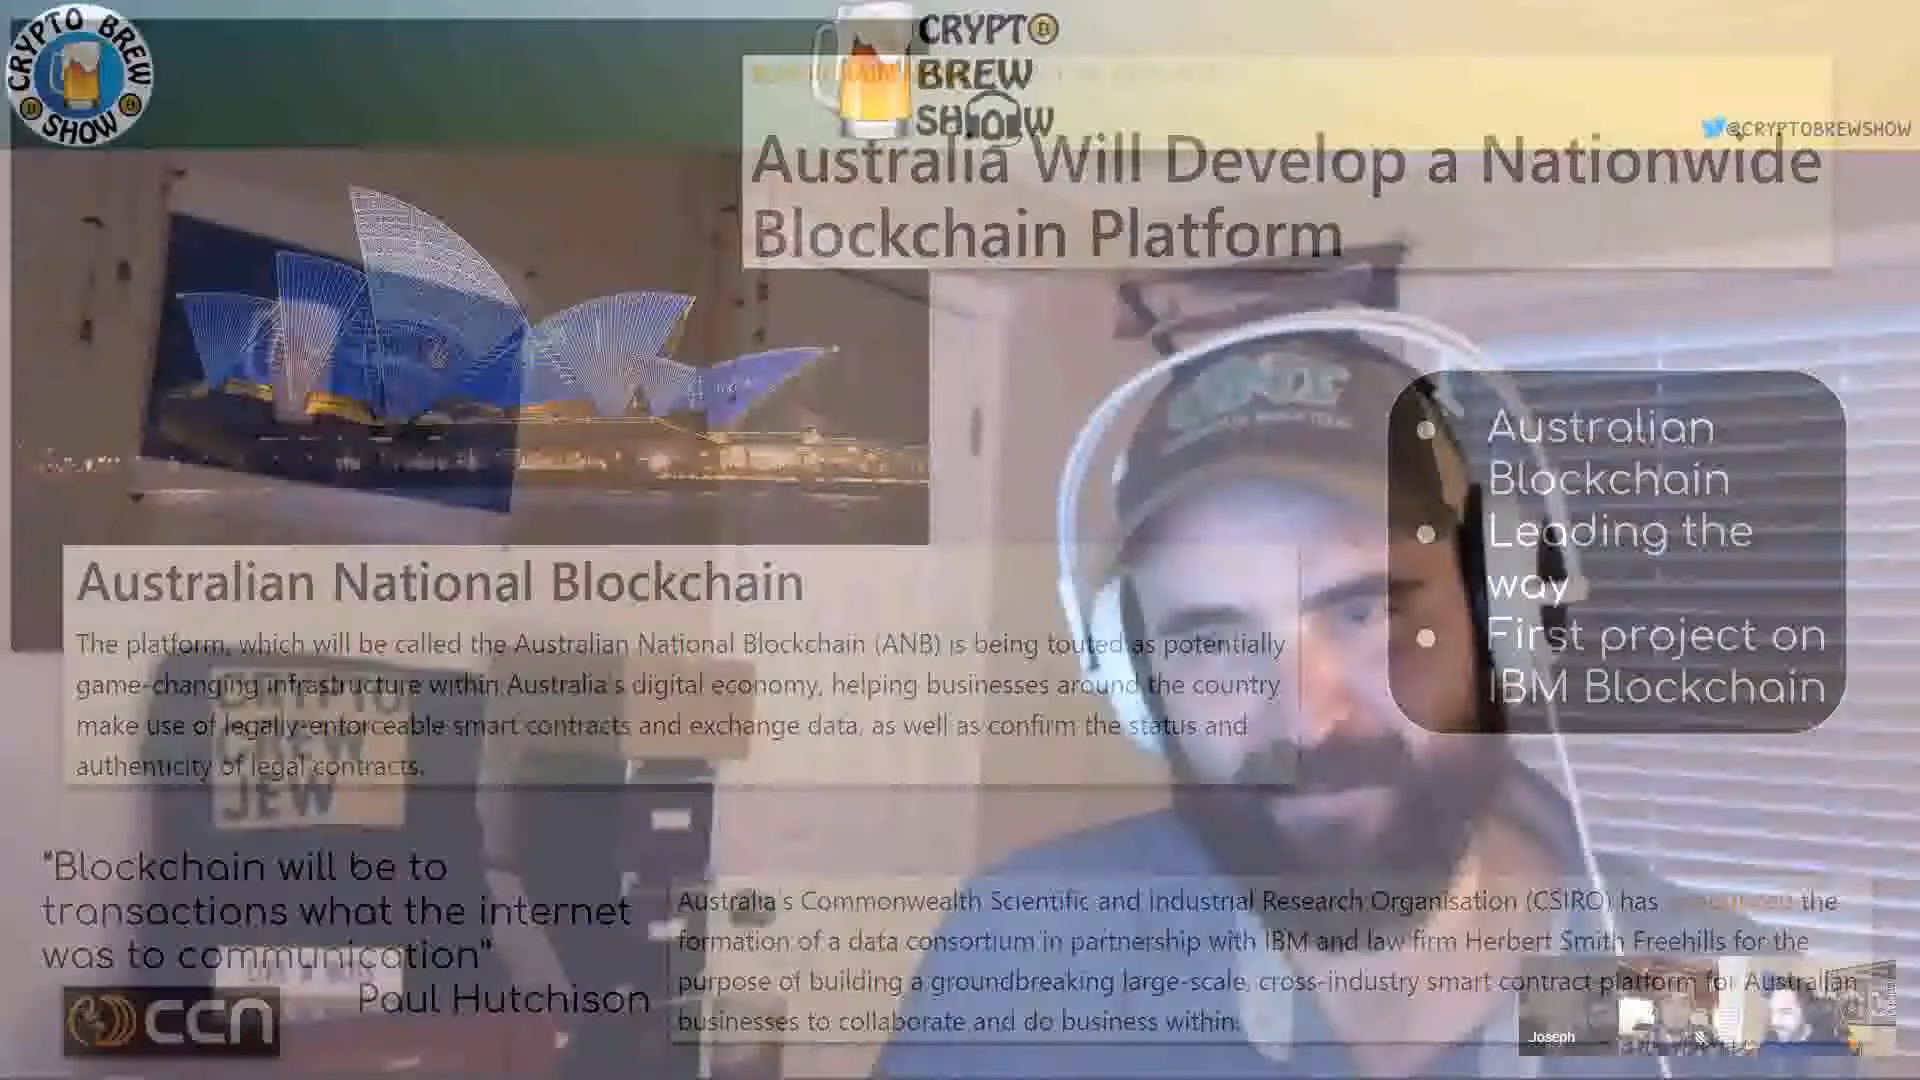 CRYPTO BREW
SHOW
CRYPTO
BREW
SHOW
@CRYPTOBREWSHOW
Australia Will Develop a Nationwide
Blockchain Platform
Australian
Blockchain
Leading the
way
First project on
IBM Blockchain
Australian National Blockchain
The platform, which will be called the Australian National Blockchain (ANB) is being touted as potentially
game-changing infrastructure within Australia's digital economy, helping businesses around the country
make use of legally-enforceable smart contracts and exchange data, as well as confirm the status and
authenticity of legal contracts.
CRYPTO
JEW
"Blockchain will be to
transactions what the internet
was to communication"
Paul Hutchison
ccn
Australia's Commonwealth Scientific and Industrial Research Organisation (CSIRO) has announced the
formation of a data consortium in partnership with IBM and law firm Herbert Smith Freehills for the
purpose of building a groundbreaking large-scale, cross-industry smart contract platform for Australian
businesses to collaborate and do business within.
Joseph